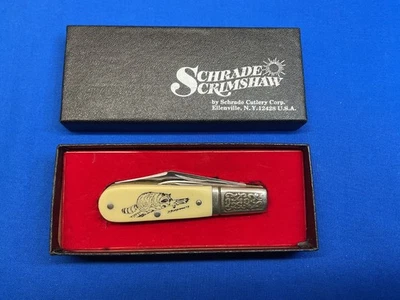 SCHRADE
SCRIMSHAW
by Schrade Cutlery Corp.
Ellenville, N.Y. 12428 U.S.A.